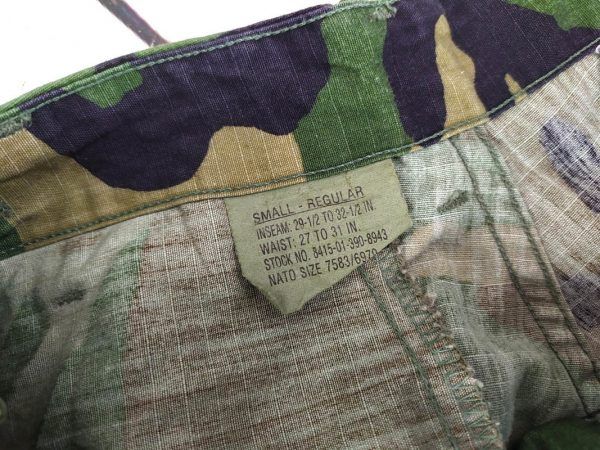 SMALL - REGULAR
INSEAM: 29-1/2 TO 32-1/2 IN
WAIST: 27 TO 31 IN.
STOCK NO. 8415-01-390-8943
NATO SIZE 7583/6970